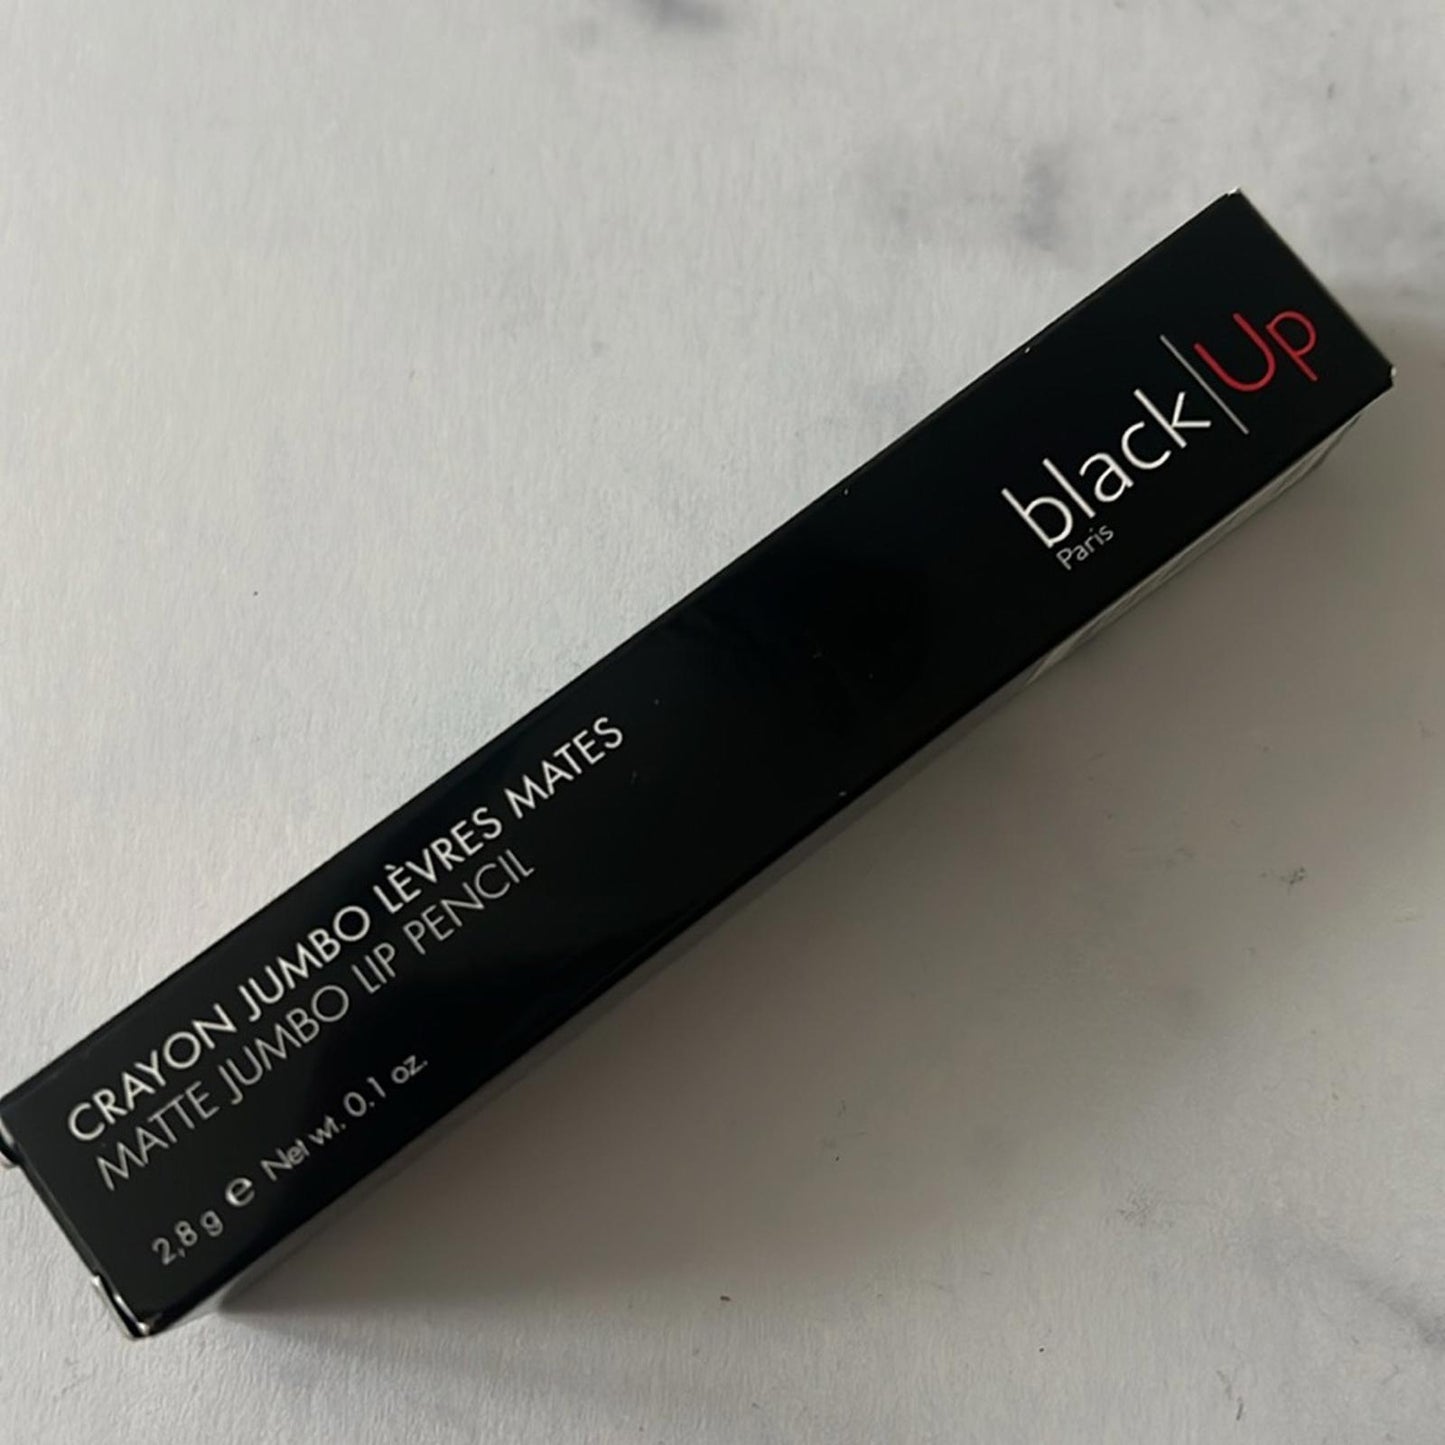 black|Up
Paris
CRAYON JUMBO LÈVRES MATES
MATTE JUMBO LIP PENCIL
2,8 g e Net wt. 0.1 oz.